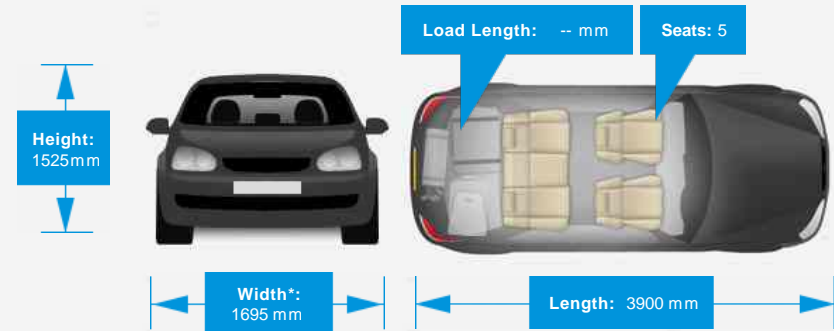 Load Length: -- mm
Seats: 5
Height:
1525mm
Width*:
1695 mm
Length: 3900 mm